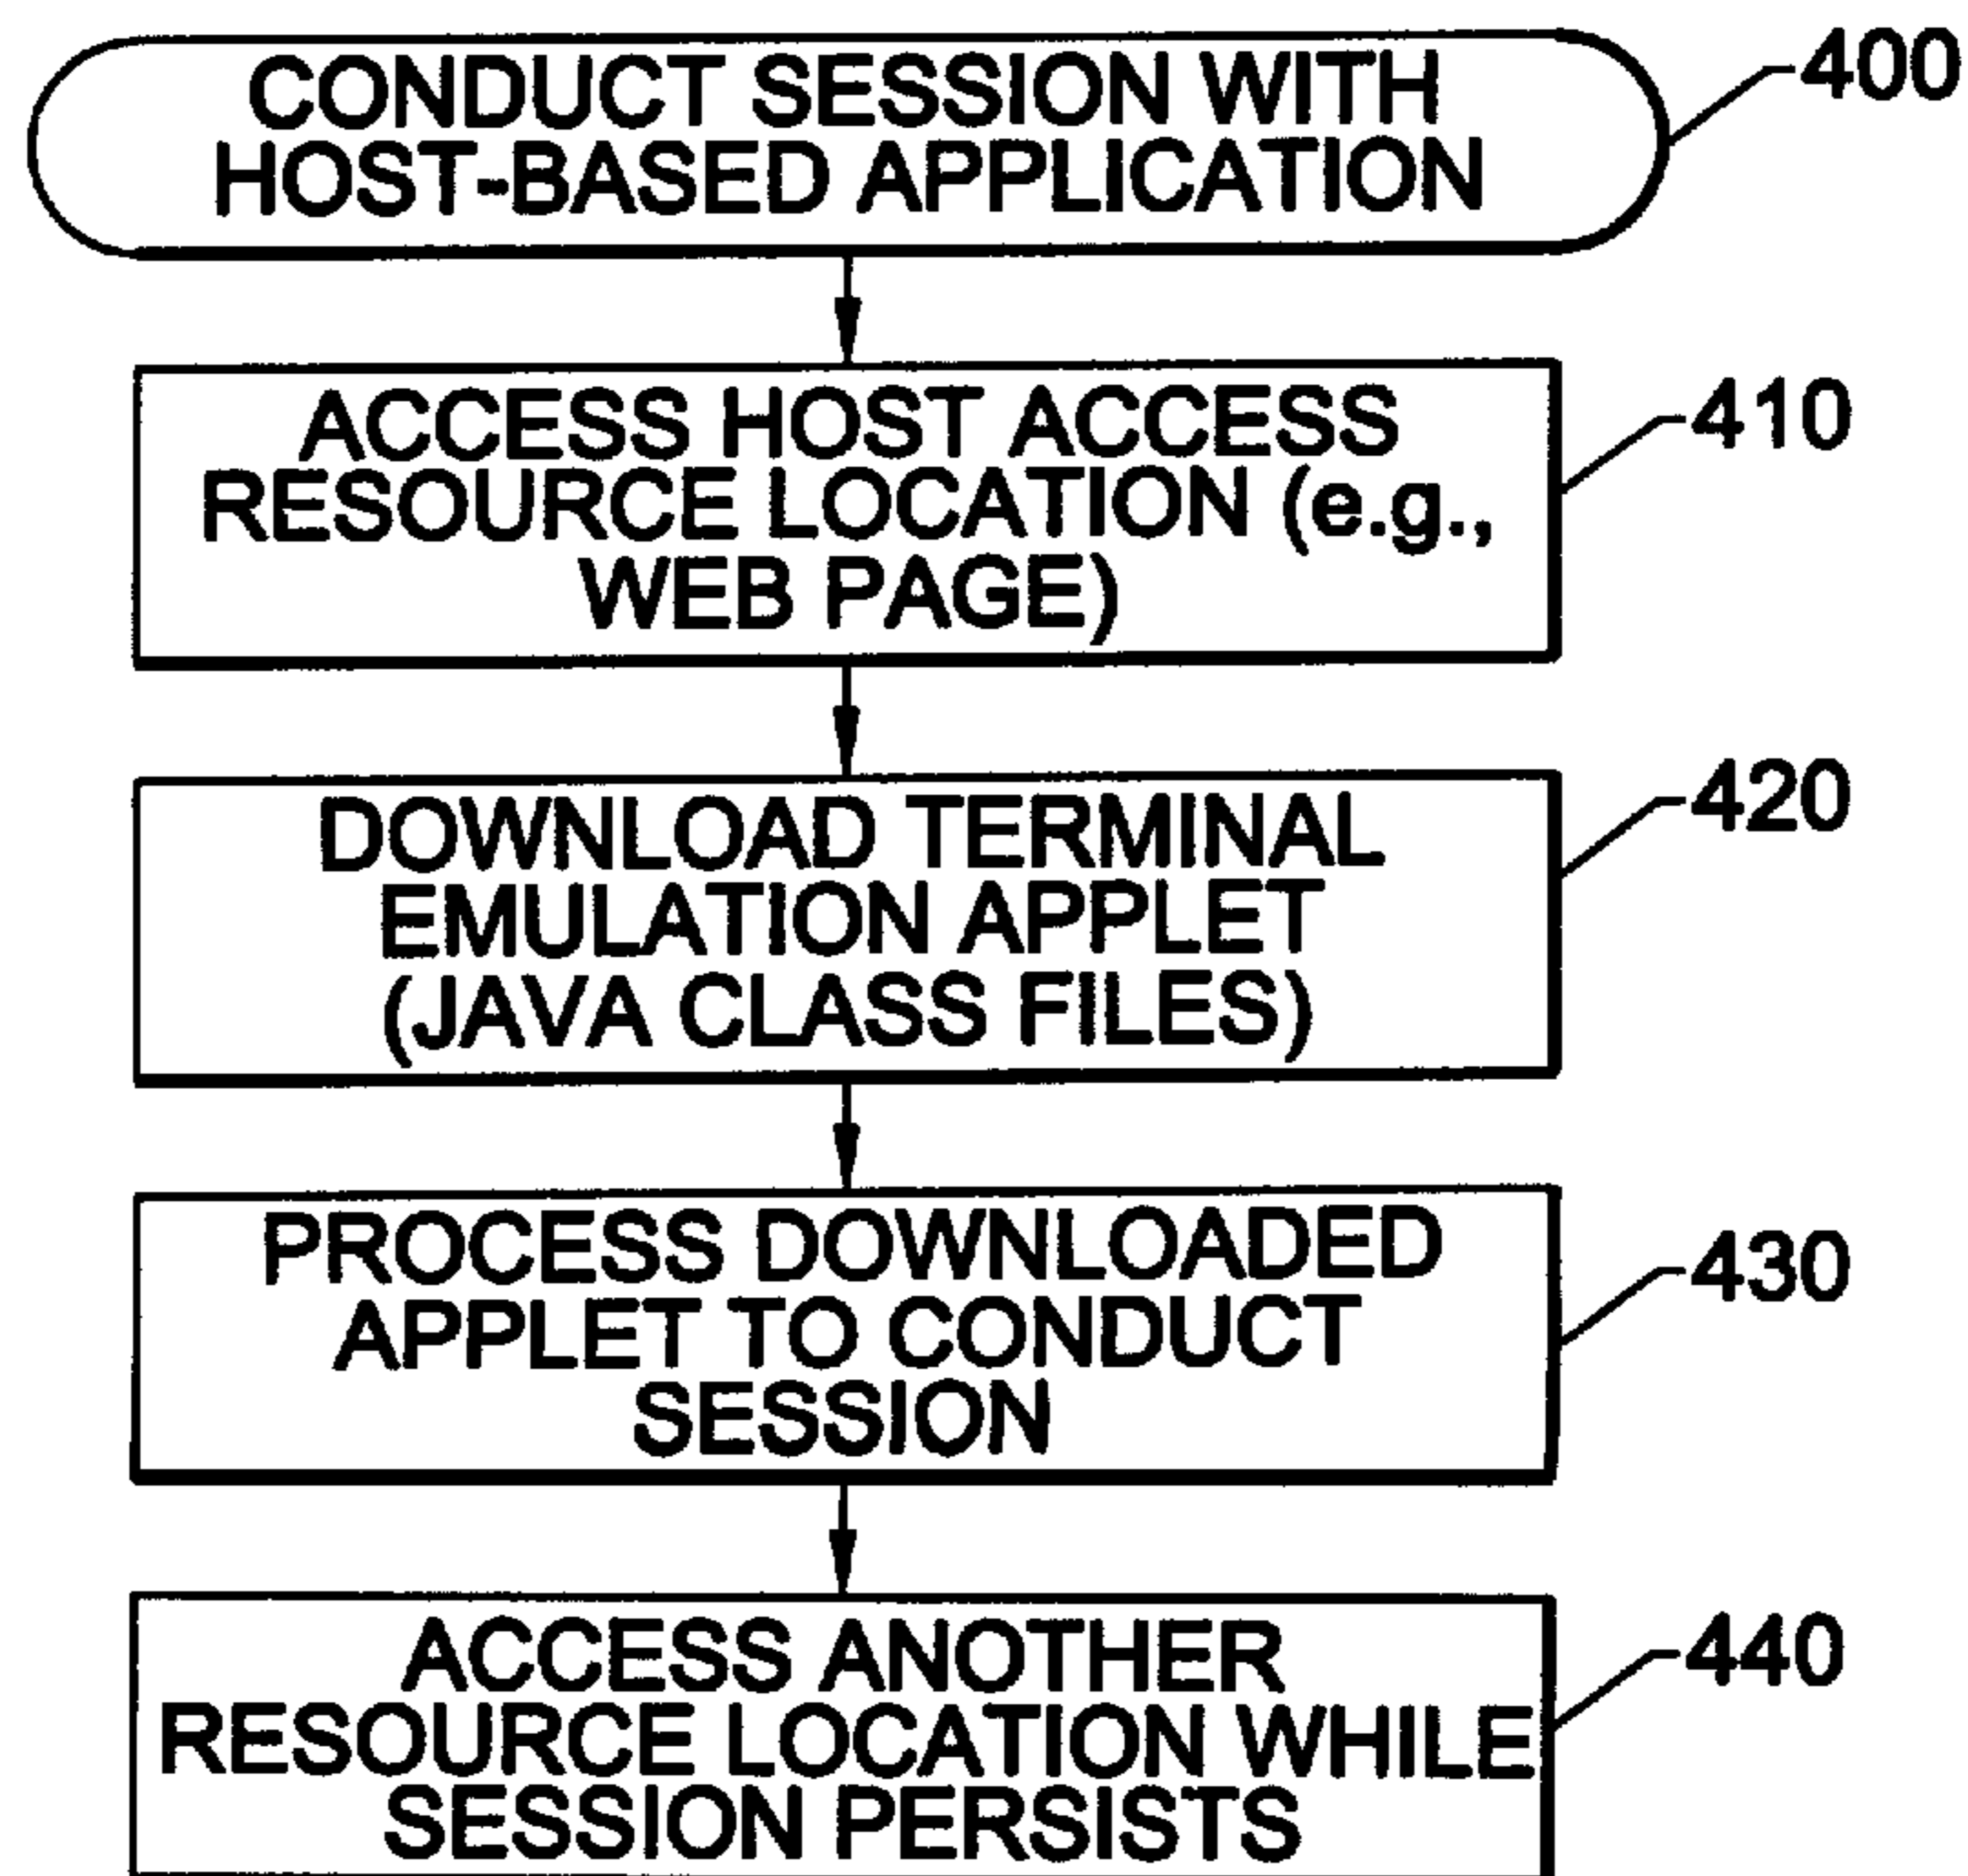 CONDUCT SESSION WITH
HOST-BASED APPLICATION
400
ACCESS HOST ACCESS
RESOURCE LOCATION (e.g.,
WEB PAGE)
410
DOWNLOAD TERMINAL
EMULATION APPLET
(JAVA CLASS FILES)
420
PROCESS DOWNLOADED
APPLET TO CONDUCT
SESSION
430
ACCESS ANOTHER
RESOURCE LOCATION WHILE
SESSION PERSISTS
440